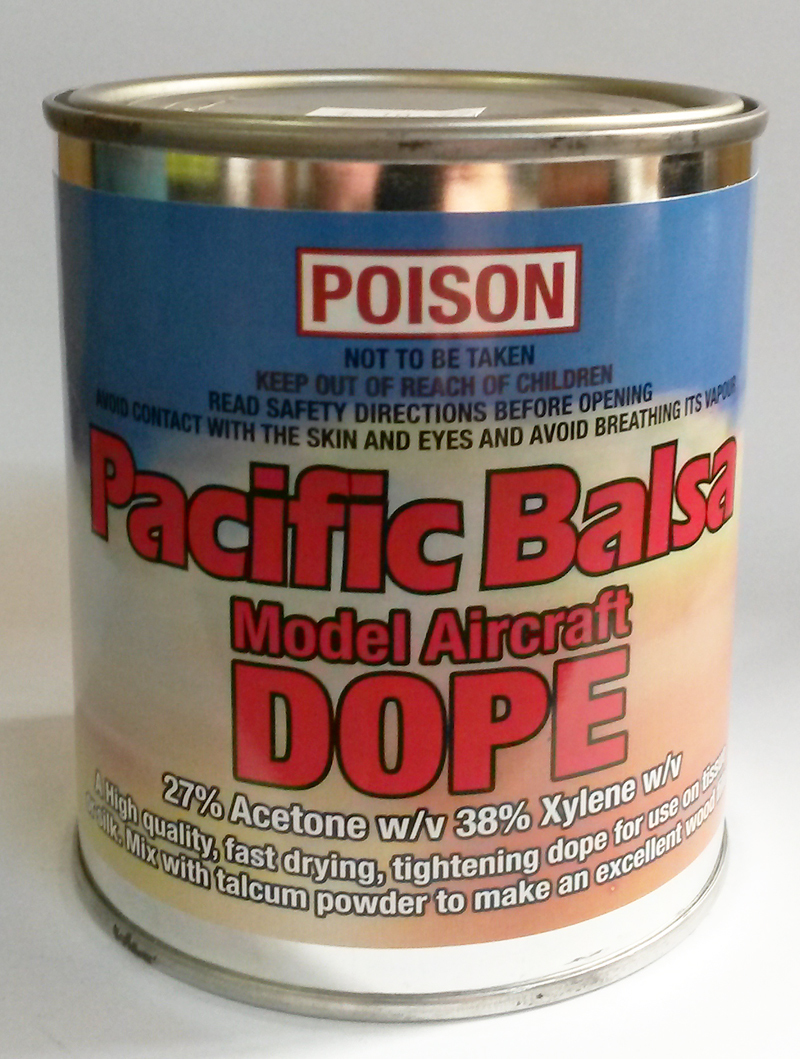 POISON
NOT TO BE TAKEN
KEEP OUT OF REACH OF CHILDREN
READ SAFETY DIRECTIONS BEFORE OPENING
AVOID CONTACT WITH THE SKIN AND EYES AND AVOID BREATHING ITS VAPOUR
Pacific Balsa
Model Aircraft
DOPE
27% Acetone w/v 38% Xylene w/v
A High quality, fast drying, tightening dope for use on
silk. Mix with talcum powder to make an excellent wood